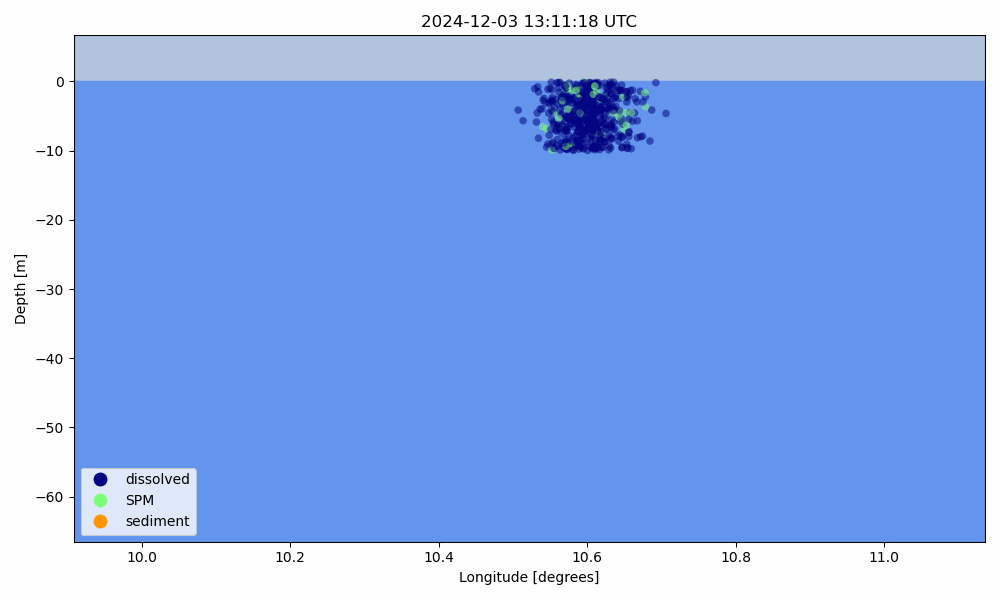 2024-12-03 13:11:18 UTC
0
−10
−20
−30
−40
−50
−60
Depth [m]
dissolved
SPM
sediment
10.0 10.2 10.4 10.6 10.8 11.0
Longitude [degrees]